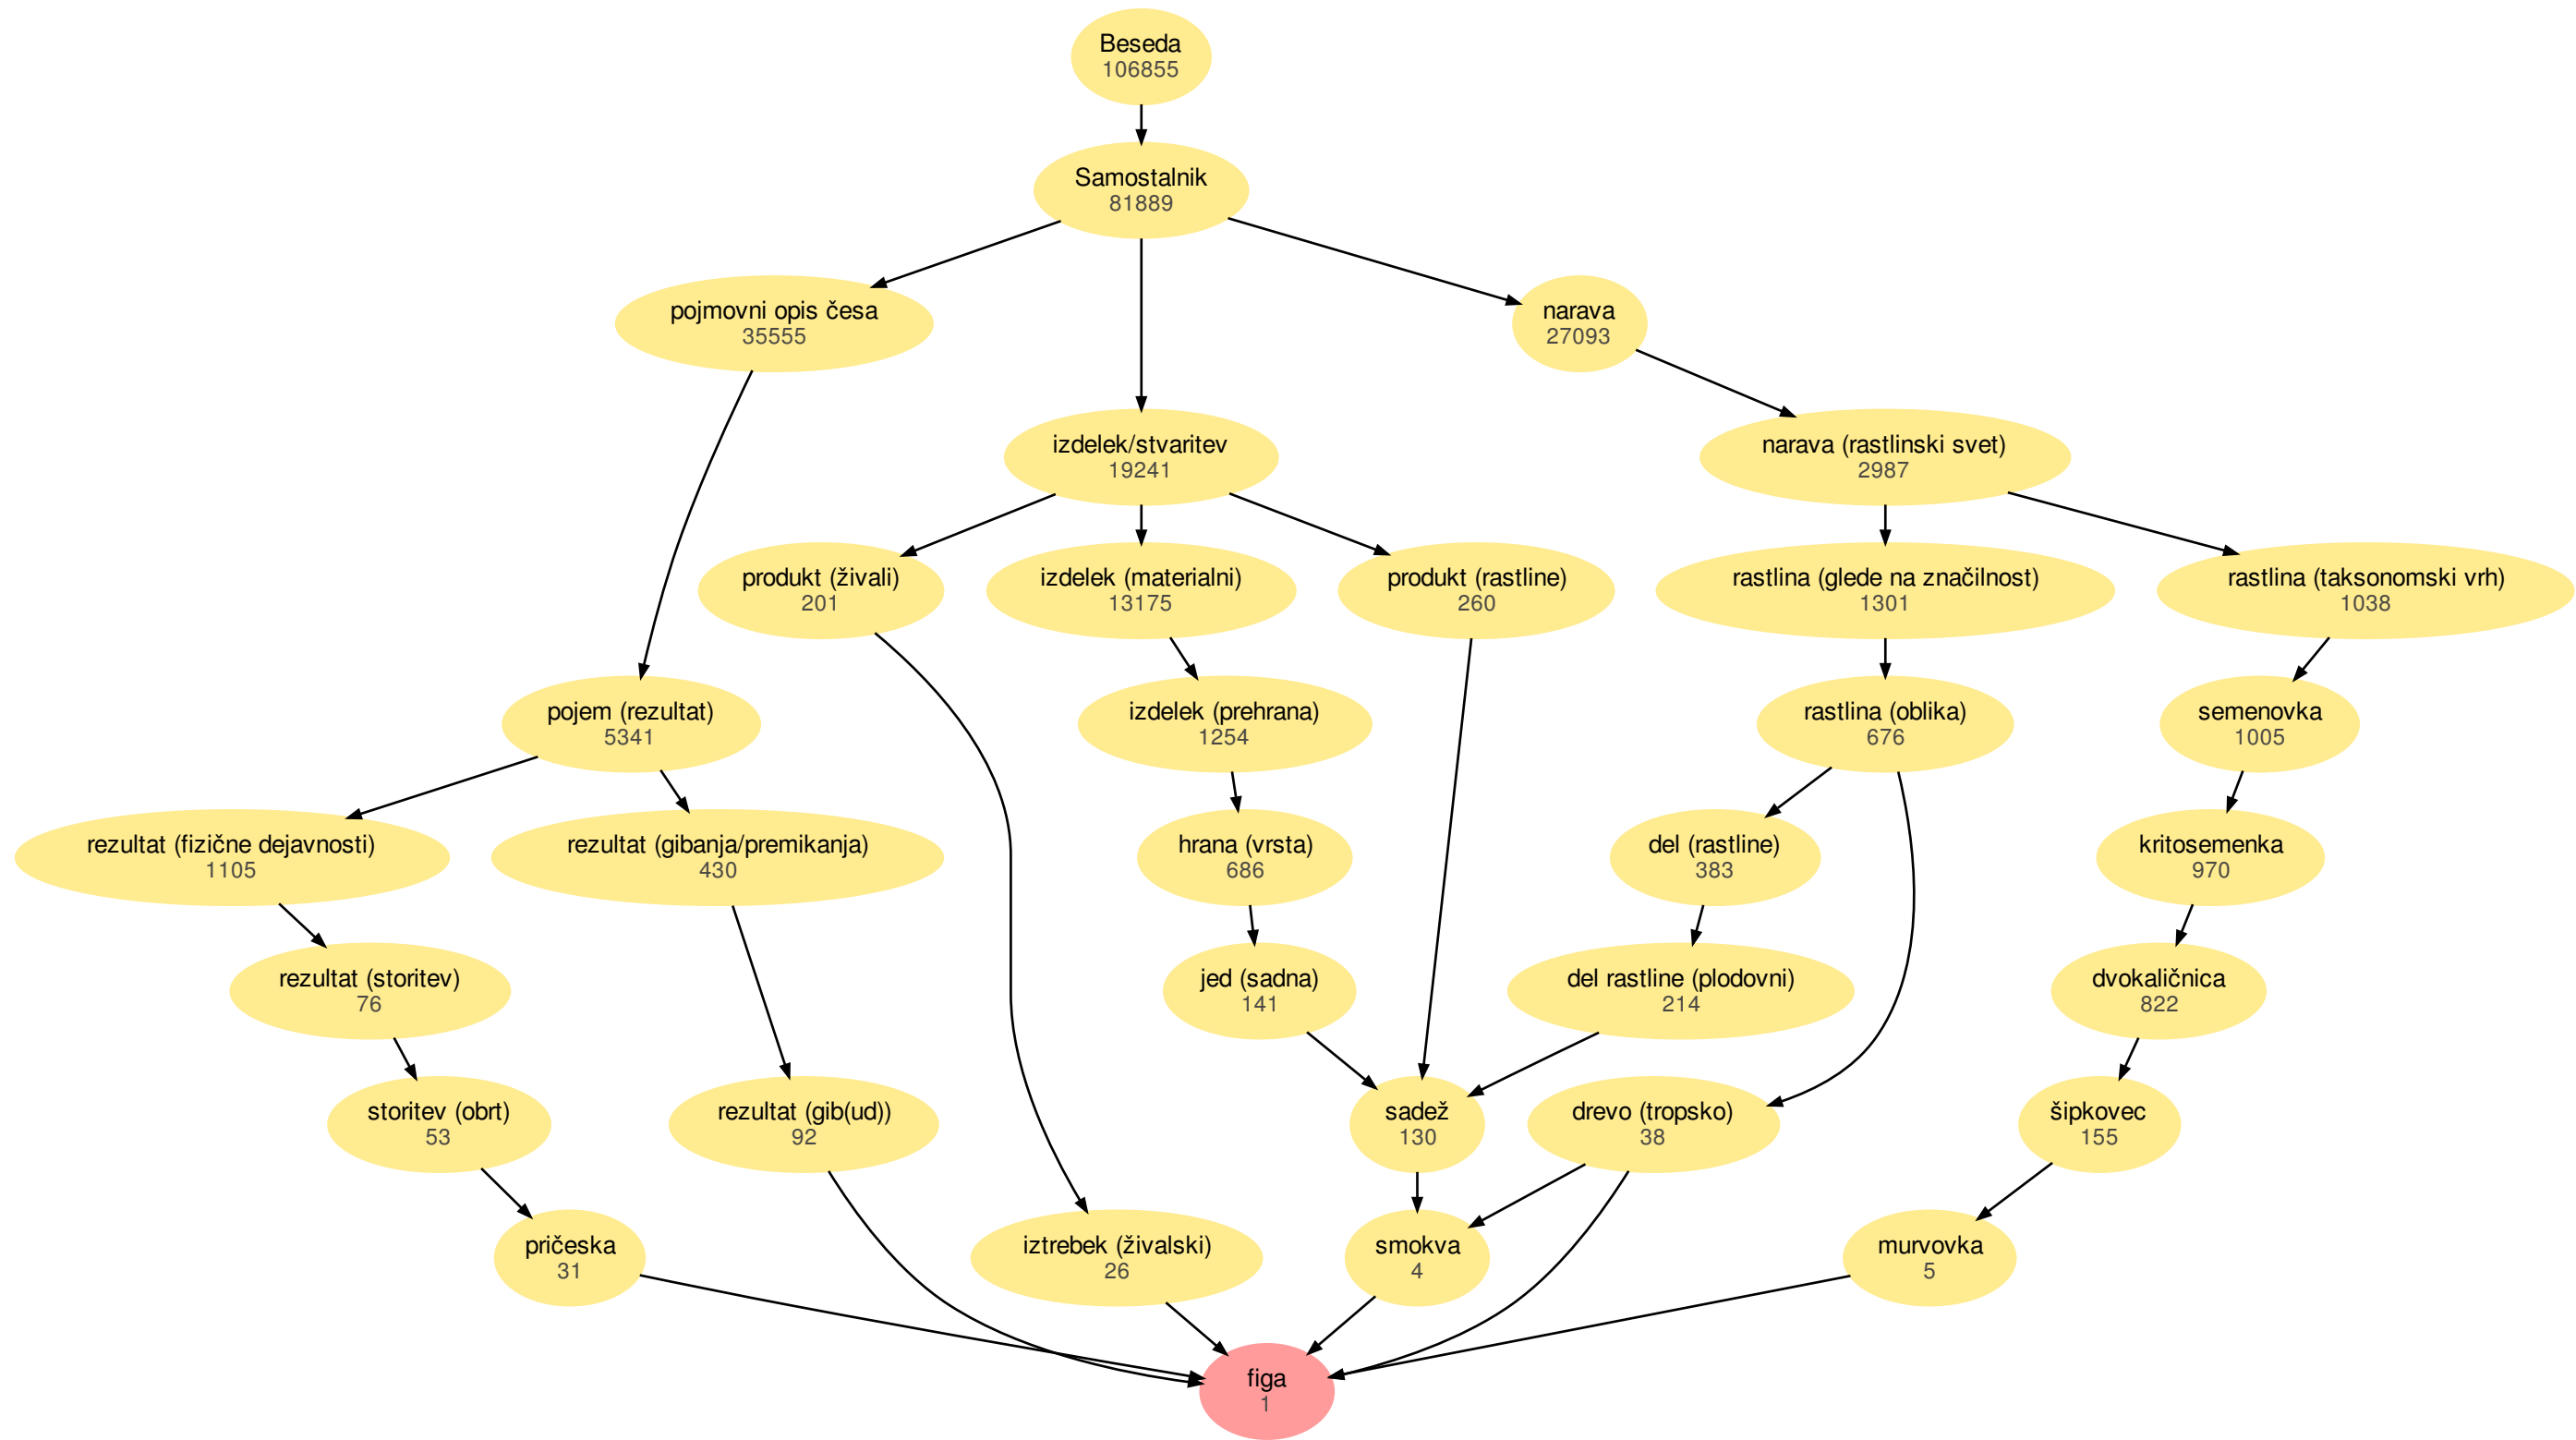 Beseda
106855
Samostalnik
81889
pojmovni opis česa
35555
narava
27093
izdelek/stvaritev
19241
narava (rastlinski svet)
2987
produkt (živali)
201
izdelek (materialni)
13175
produkt (rastline)
260
rastlina (glede na značilnost)
1301
rastlina (taksonomski vrh)
1038
pojem (rezultat)
5341
izdelek (prehrana)
1254
rastlina (oblika)
676
semenovka
1005
rezultat (fizične dejavnosti)
1105
rezultat (gibanja/premikanja)
430
hrana (vrsta)
686
del (rastline)
383
kritosemenka
970
rezultat (storitev)
76
jed (sadna)
141
del rastline (plodovni)
214
dvokaličnica
822
storitev (obrt)
53
rezultat (gib(ud))
92
sadež
130
drevo (tropsko)
38
šipkovec
155
pričeska
31
iztrebek (živalski)
26
smokva
4
murvovka
5
figa
1